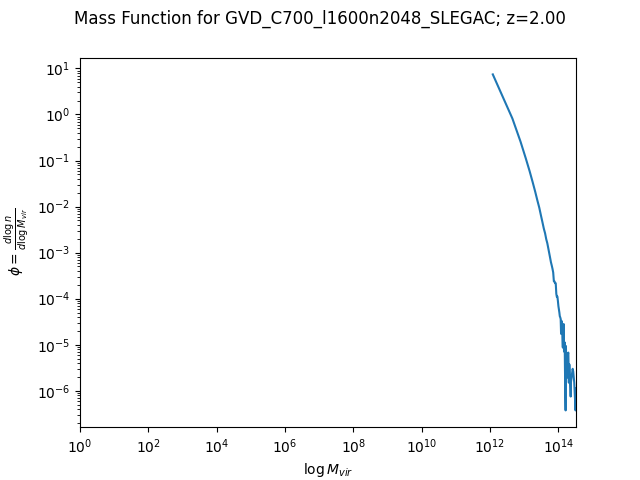 Mass Function for GVD_C700_l1600n2048_SLEGAC; z=2.00
10^1
10^0
10^-1
10^-2
10^-3
10^-4
10^-5
10^-6
ϕ = d log n / d log M_vir
10^0 10^2 10^4 10^6 10^8 10^10 10^12 10^14
log M_vir